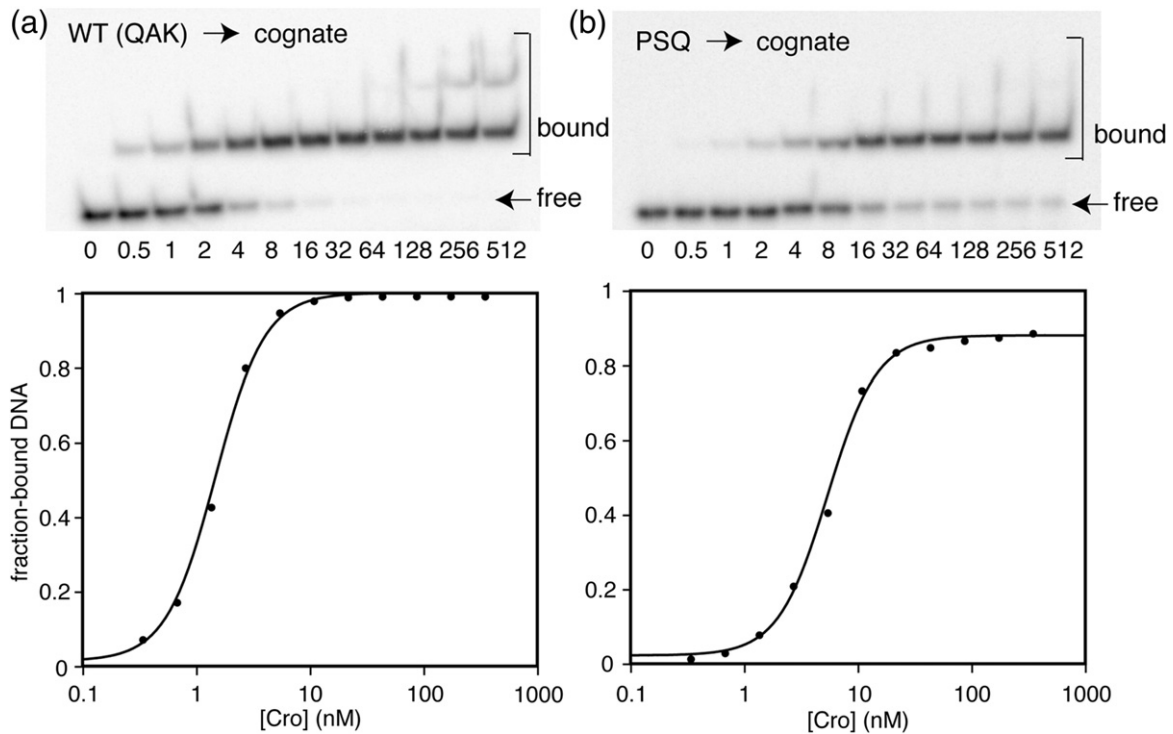 (a)
WT (QAK) → cognate
bound
free
0 0.5 1 2 4 8 16 32 64 128 256 512
fraction-bound DNA
1
0.8
0.6
0.4
0.2
0
0.1 1 10 100 1000
[Cro] (nM)
(b)
PSQ → cognate
bound
free
0 0.5 1 2 4 8 16 32 64 128 256 512
1
0.8
0.6
0.4
0.2
0
0.1 1 10 100 1000
[Cro] (nM)